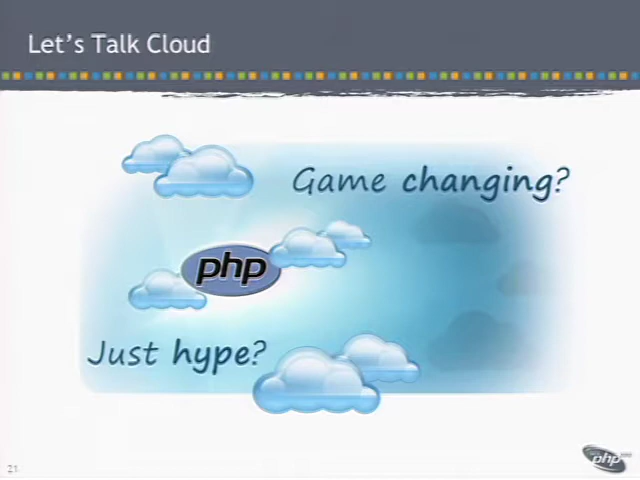 Let's Talk Cloud
Game changing?
php
Just hype?
21
php